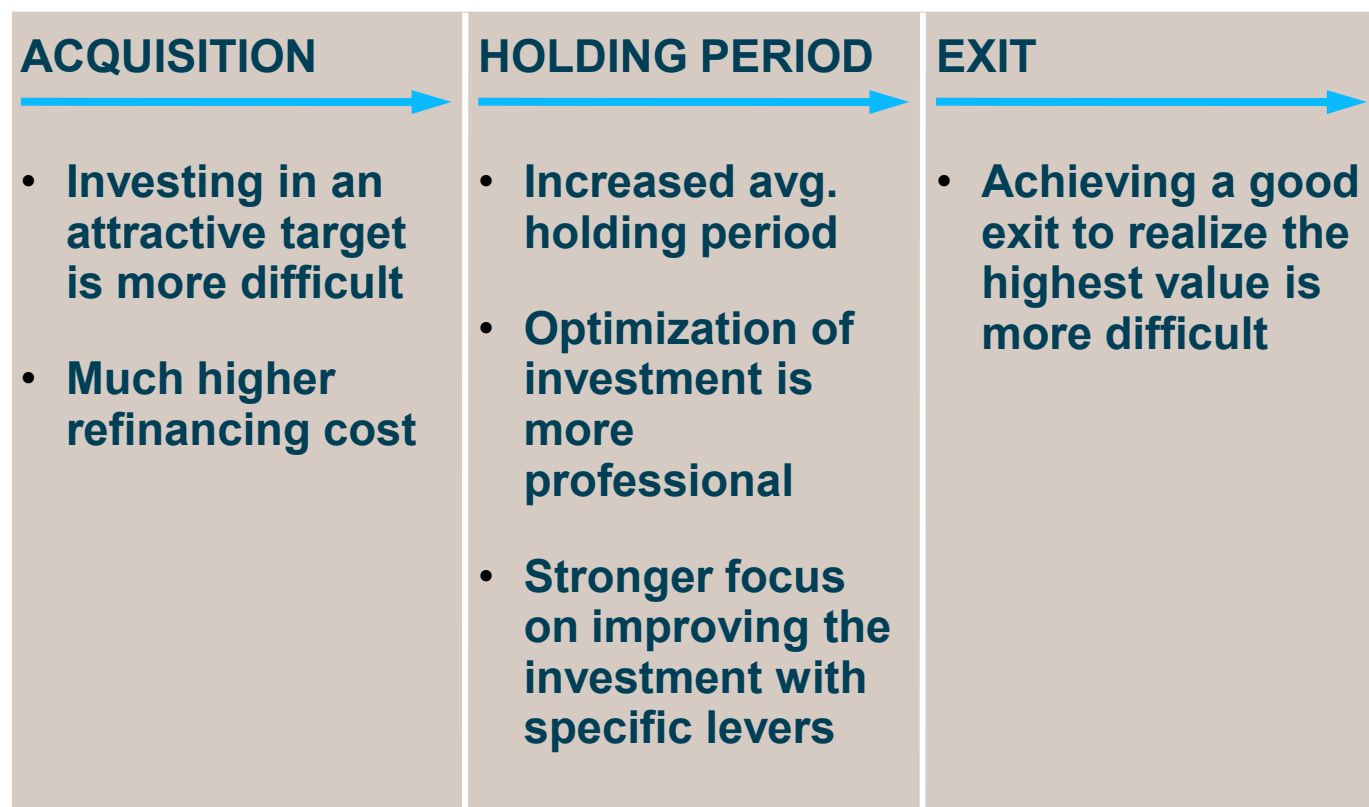 ACQUISITION
• Investing in an
attractive target
is more difficult
• Much higher
refinancing cost
HOLDING PERIOD
• Increased avg.
holding period
• Optimization of
investment is
more
professional
• Stronger focus
on improving the
investment with
specific levers
EXIT
• Achieving a good
exit to realize the
highest value is
more difficult